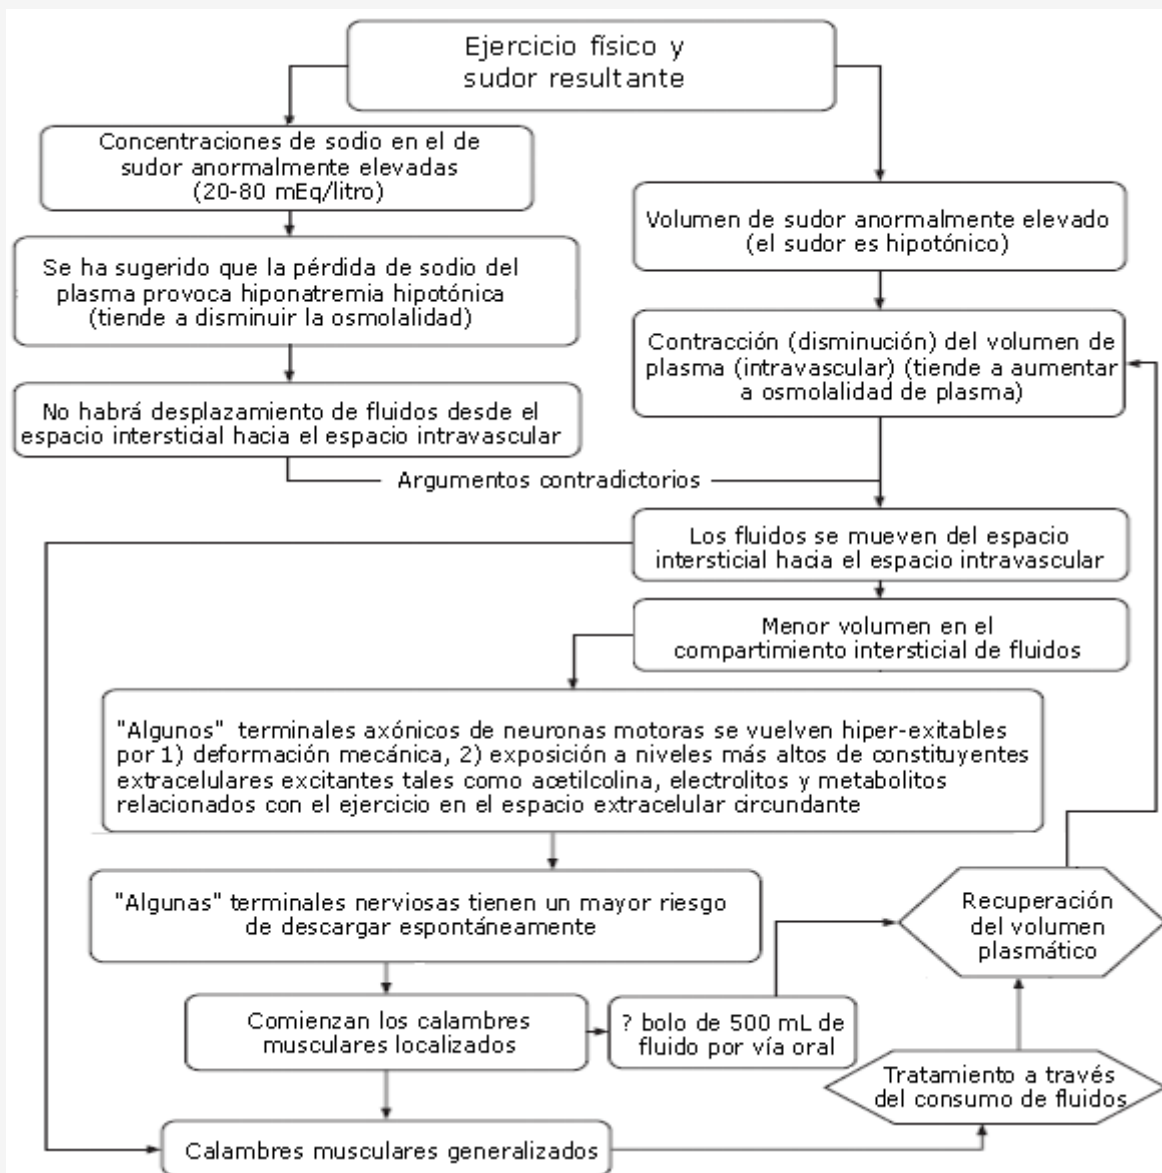 Ejercicio físico y
sudor resultante
Concentraciones de sodio en el de
sudor anormalmente elevadas
(20-80 mEq/litro)
Volumen de sudor anormalmente elevado
(el sudor es hipotónico)
Se ha sugerido que la pérdida de sodio del
plasma provoca hiponatremia hipotónica
(tiende a disminuir la osmolalidad)
Contracción (disminución) del volumen de
plasma (intravascular) (tiende a aumentar
a osmolalidad de plasma)
No habrá desplazamiento de fluidos desde el
espacio intersticial hacia el espacio intravascular
Argumentos contradictorios
Los fluidos se mueven del espacio
intersticial hacia el espacio intravascular
Menor volumen en el
compartimiento intersticial de fluidos
"Algunos" terminales axónicos de neuronas motoras se vuelven hiper-exitables
por 1) deformación mecánica, 2) exposición a niveles más altos de constituyentes
extracelulares excitantes tales como acetilcolina, electrolitos y metabolitos
relacionados con el ejercicio en el espacio extracelular circundante
"Algunas" terminales nerviosas tienen un mayor riesgo
de descargar espontáneamente
Recuperación
del volumen
plasmático
Comienzan los calambres
musculares localizados
? bolo de 500 mL de
fluido por vía oral
Tratamiento a través
del consumo de fluidos
Calambres musculares generalizados